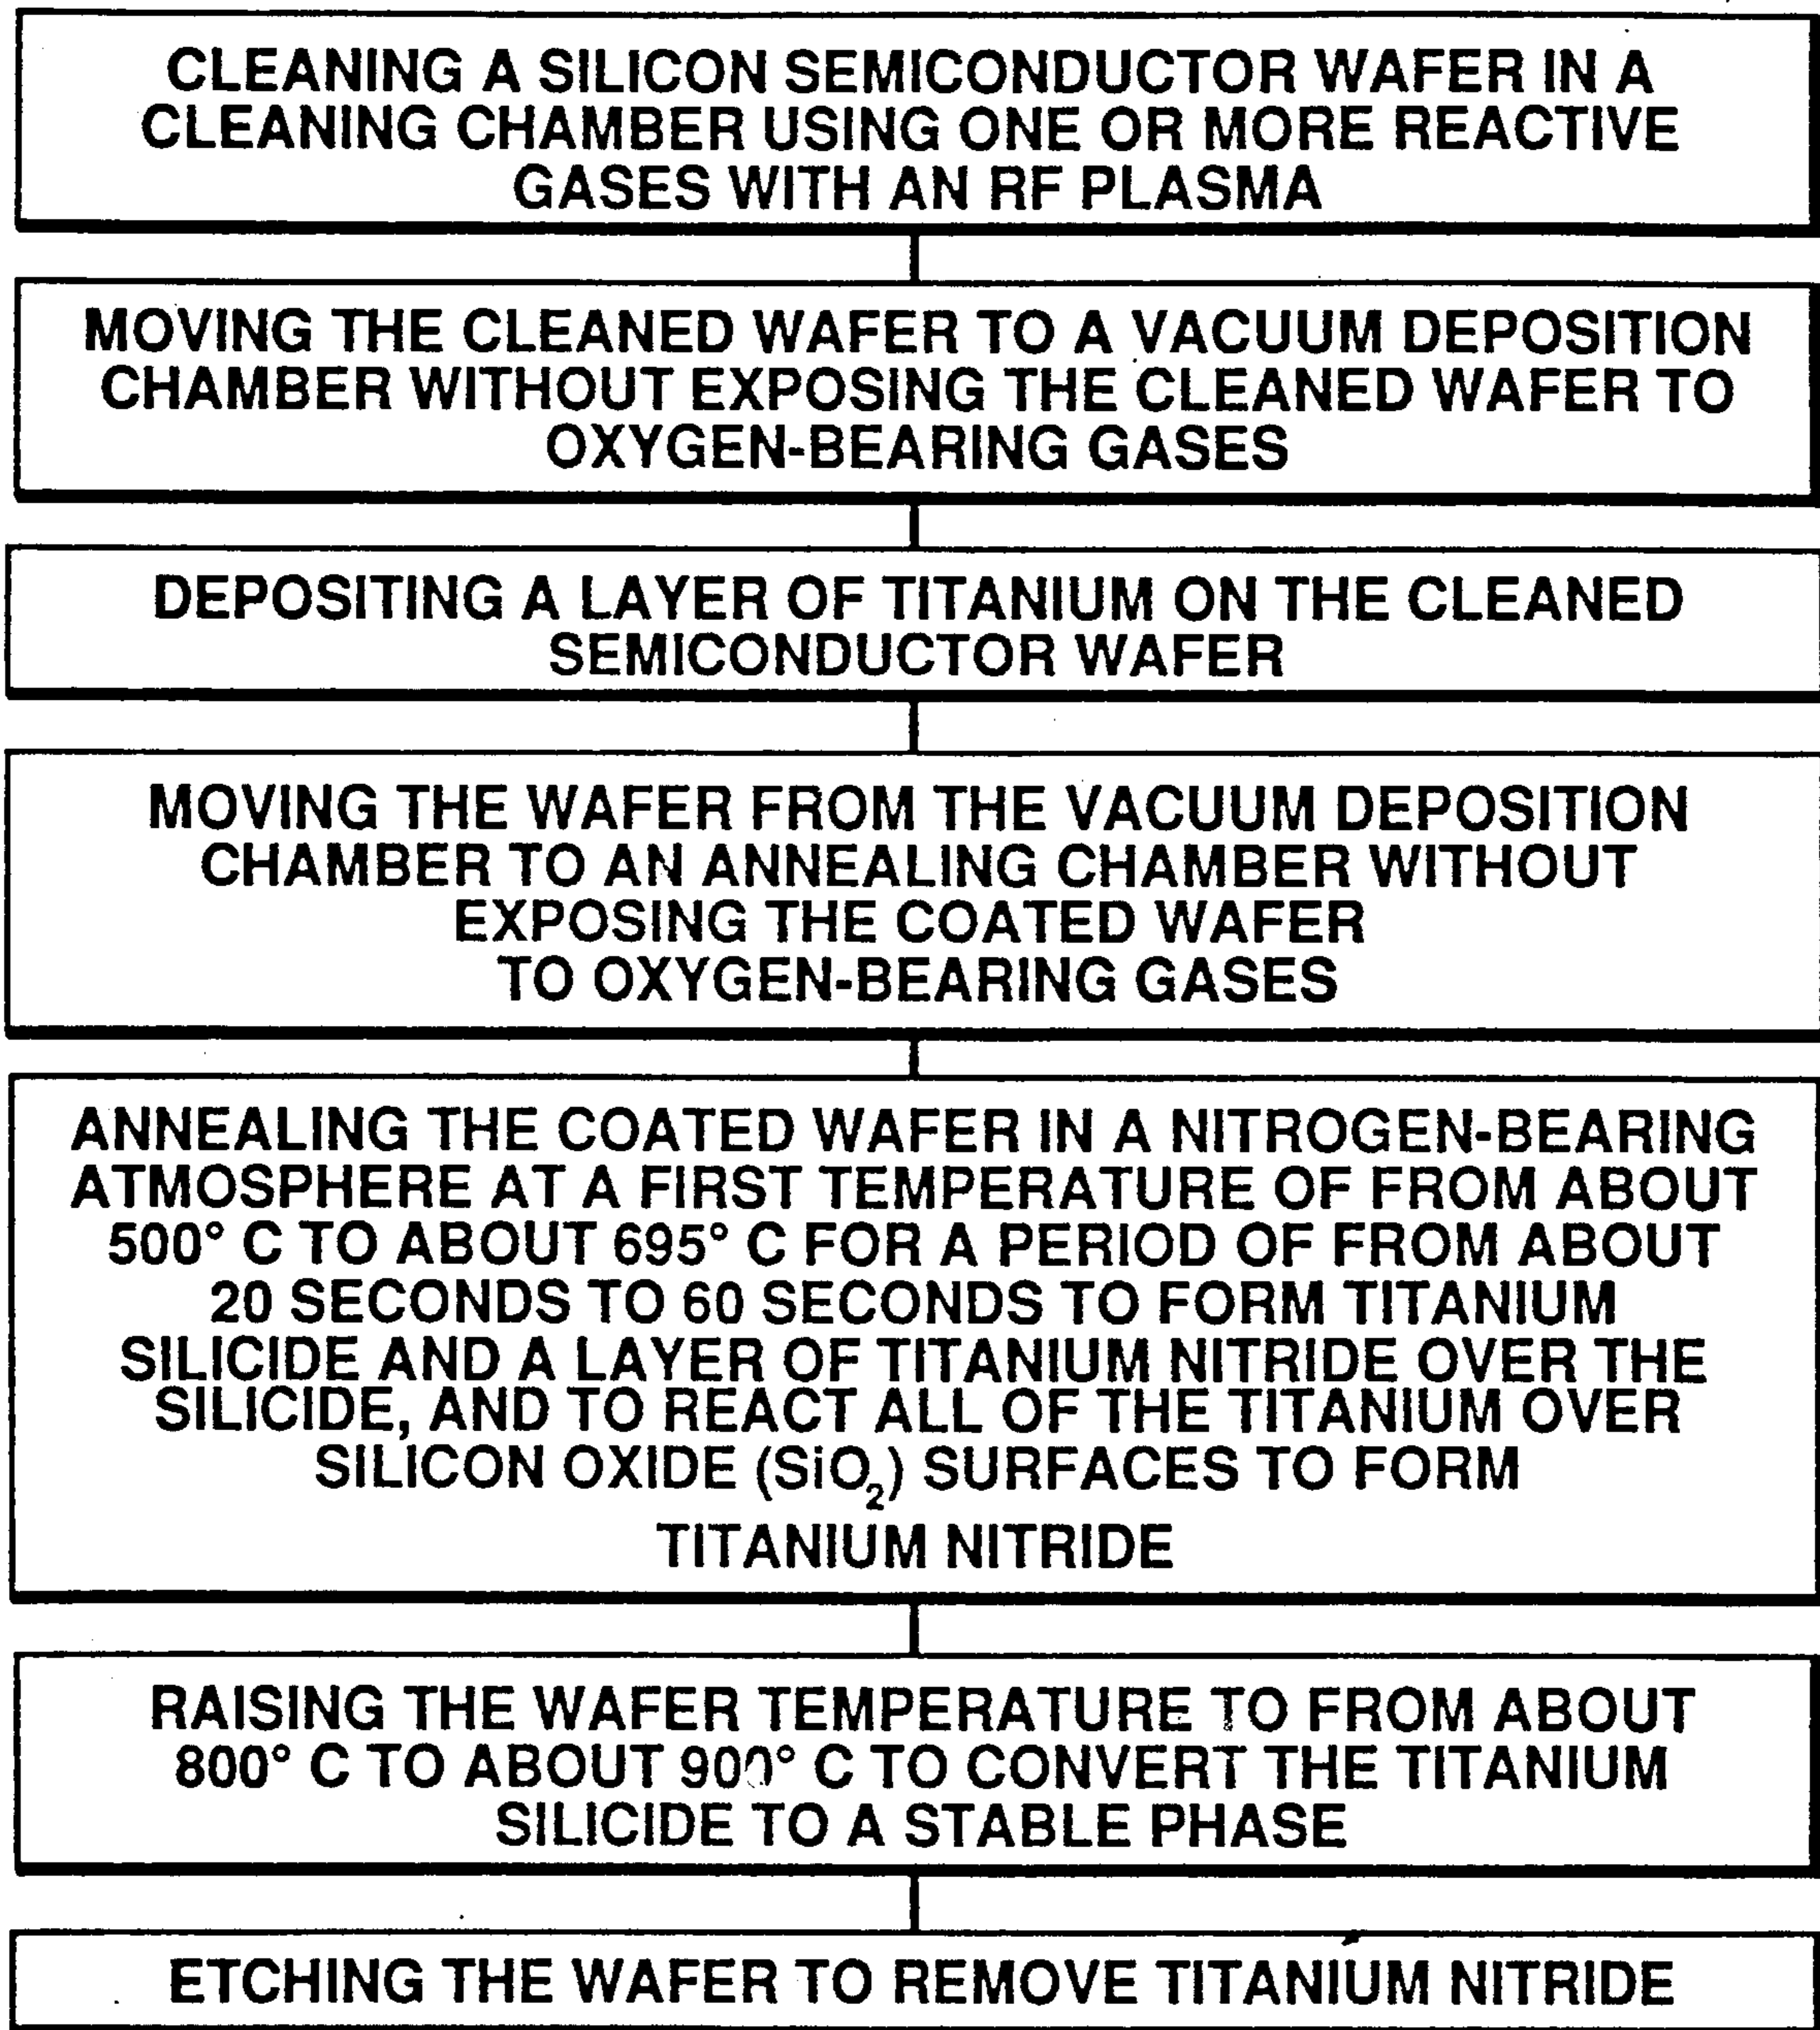 CLEANING A SILICON SEMICONDUCTOR WAFER IN A
CLEANING CHAMBER USING ONE OR MORE REACTIVE
GASES WITH AN RF PLASMA
MOVING THE CLEANED WAFER TO A VACUUM DEPOSITION
CHAMBER WITHOUT EXPOSING THE CLEANED WAFER TO
OXYGEN-BEARING GASES
DEPOSITING A LAYER OF TITANIUM ON THE CLEANED
SEMICONDUCTOR WAFER
MOVING THE WAFER FROM THE VACUUM DEPOSITION
CHAMBER TO AN ANNEALING CHAMBER WITHOUT
EXPOSING THE COATED WAFER
TO OXYGEN-BEARING GASES
ANNEALING THE COATED WAFER IN A NITROGEN-BEARING
ATMOSPHERE AT A FIRST TEMPERATURE OF FROM ABOUT
500° C TO ABOUT 695° C FOR A PERIOD OF FROM ABOUT
20 SECONDS TO 60 SECONDS TO FORM TITANIUM
SILICIDE AND A LAYER OF TITANIUM NITRIDE OVER THE
SILICIDE, AND TO REACT ALL OF THE TITANIUM OVER
SILICON OXIDE (SiO₂) SURFACES TO FORM
TITANIUM NITRIDE
RAISING THE WAFER TEMPERATURE TO FROM ABOUT
800° C TO ABOUT 900° C TO CONVERT THE TITANIUM
SILICIDE TO A STABLE PHASE
ETCHING THE WAFER TO REMOVE TITANIUM NITRIDE